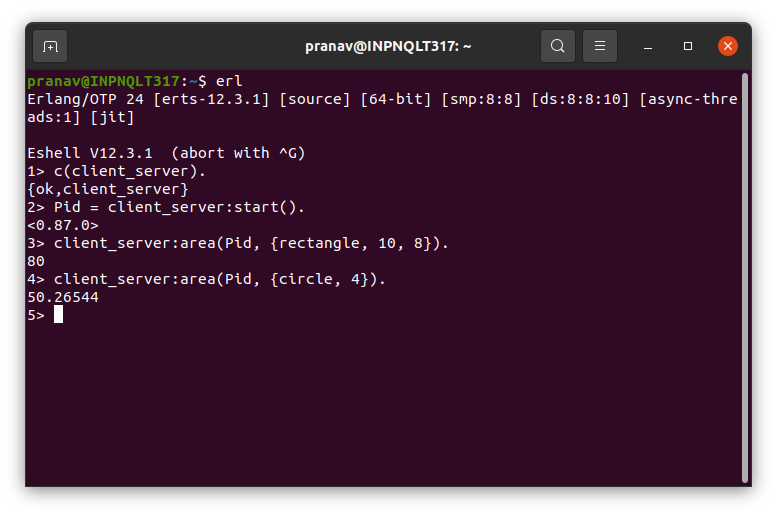 pranav@INPNQLT317: ~
pranav@INPNQLT317:~$ erl
Erlang/OTP 24 [erts-12.3.1] [source] [64-bit] [smp:8:8] [ds:8:8:10] [async-thre
ads:1] [jit]
Eshell V12.3.1  (abort with ^G)
1> c(client_server).
{ok,client_server}
2> Pid = client_server:start().
<0.87.0>
3> client_server:area(Pid, {rectangle, 10, 8}).
80
4> client_server:area(Pid, {circle, 4}).
50.26544
5>